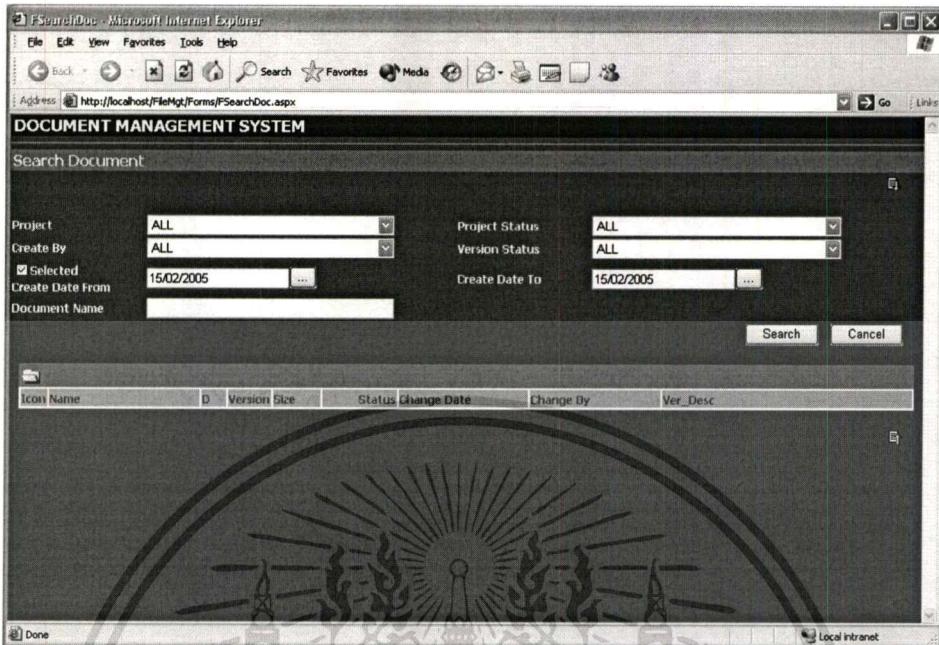 FSearchDoc - Microsoft Internet Explorer
File Edit View Favorites Tools Help
Back Search Favorites Media
Address http://localhost/FileMgt/Forms/FSearchDoc.aspx Go Links
DOCUMENT MANAGEMENT SYSTEM
Search Document
Project ALL Project Status ALL
Create By ALL Version Status ALL
Selected
Create Date From 15/02/2005 ... Create Date To 15/02/2005 ...
Document Name
Search Cancel
Icon Name D Version Size Status Change Date Change By Ver_Desc
Done Local intranet